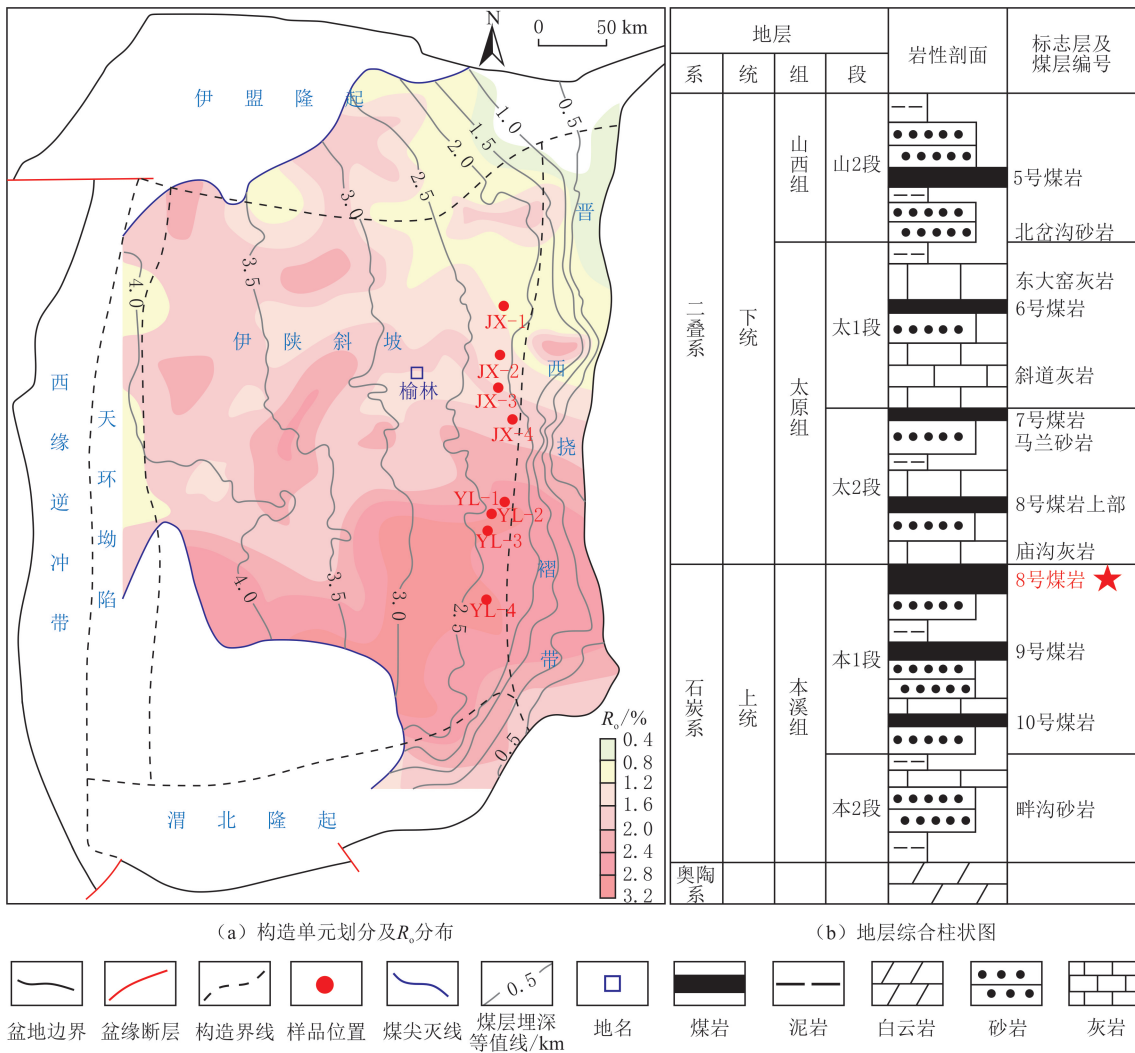 N
0 50 km
伊盟隆起
0.5
1.0
1.5
2.0
2.5
3.0
3.5
4.0
晋
西
挠
褶
带
JX-1
JX-2
JX-3
JX-4
伊陕斜坡
榆林
YL-1
YL-2
YL-3
YL-4
西缘逆冲带
天环坳陷
4.0
3.5
3.0
2.5
0.5
渭北隆起
Rₒ/%
0.4
0.8
1.2
1.6
2.0
2.4
2.8
3.2
(a) 构造单元划分及Rₒ分布
地层
岩性剖面
标志层及
煤层编号
系
统
组
段
二叠系
下统
山西组
山2段
5号煤岩
北岔沟砂岩
太原组
太1段
东大窑灰岩
6号煤岩
斜道灰岩
太2段
7号煤岩
马兰砂岩
8号煤岩上部
庙沟灰岩
石炭系
上统
本溪组
本1段
8号煤岩
9号煤岩
10号煤岩
本2段
畔沟砂岩
奥陶系
(b) 地层综合柱状图
0.5
盆地边界
盆缘断层
构造界线
样品位置
煤尖灭线
煤层埋深
等值线/km
地名
煤岩
泥岩
白云岩
砂岩
灰岩